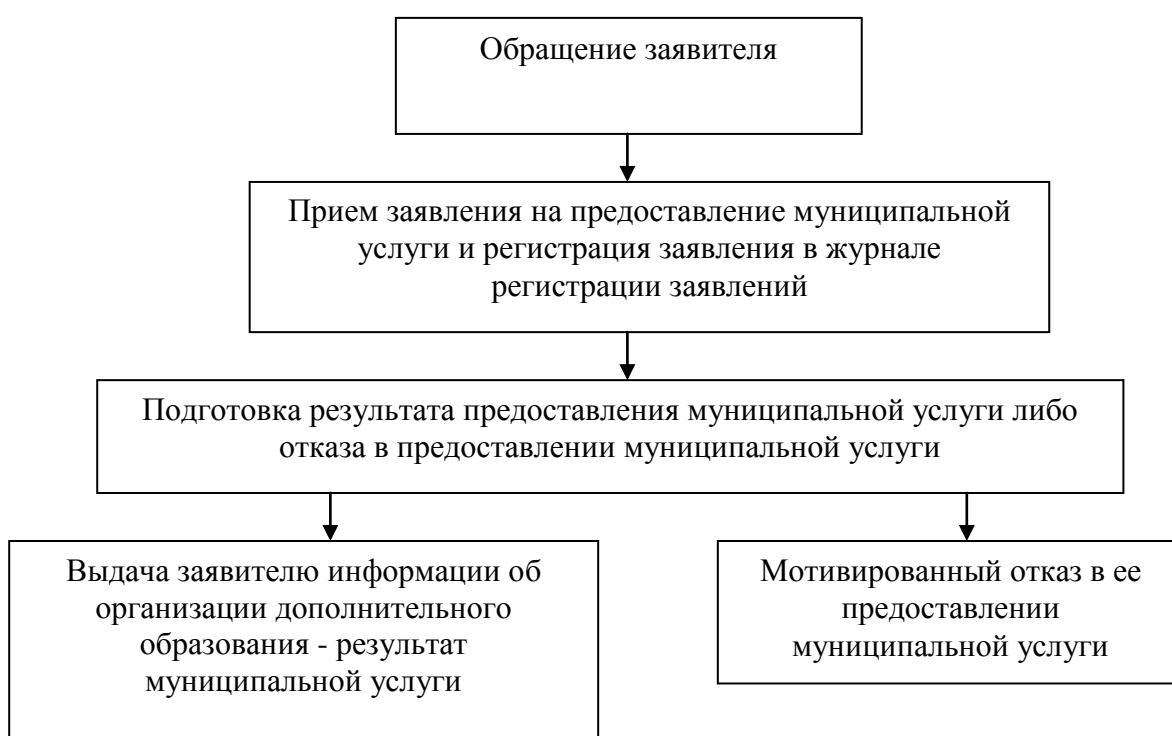 Обращение заявителя
Прием заявления на предоставление муниципальной
услуги и регистрация заявления в журнале
регистрации заявлений
Подготовка результата предоставления муниципальной услуги либо
отказа в предоставлении муниципальной услуги
Выдача заявителю информации об
организации дополнительного
образования - результат
муниципальной услуги
Мотивированный отказ в ее
предоставлении
муниципальной услуги